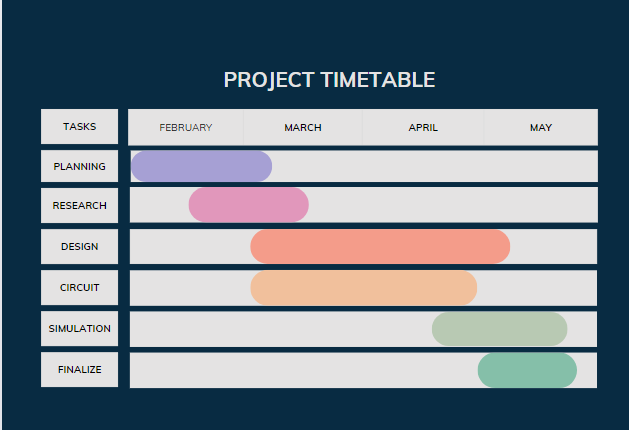 PROJECT TIMETABLE
TASKS FEBRUARY MARCH APRIL MAY
PLANNING
RESEARCH
DESIGN
CIRCUIT
SIMULATION
FINALIZE